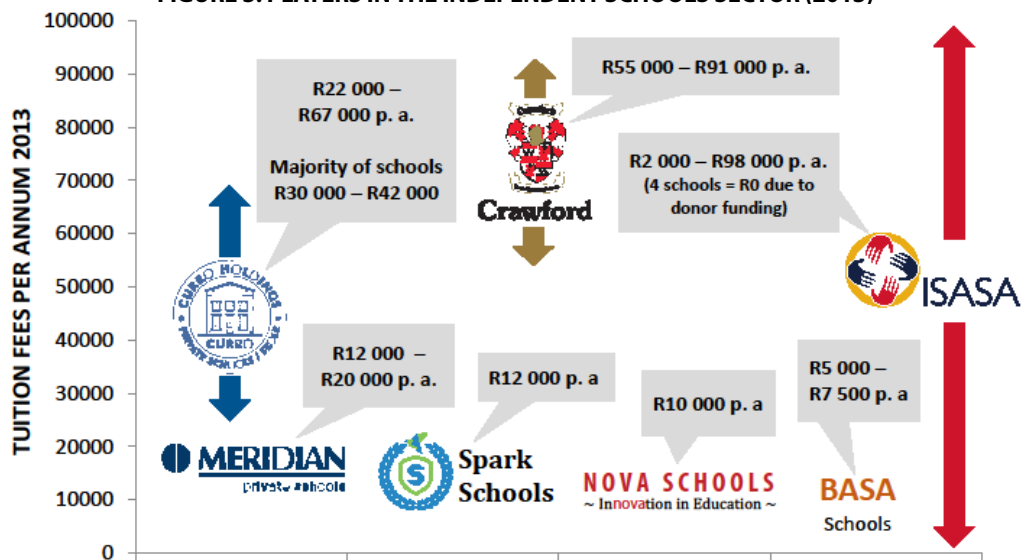 100000
90000
80000
70000
60000
50000
40000
30000
20000
10000
0
TUITION FEES PER ANNUM 2013
R22 000 –
R67 000 p. a.
Majority of schools
R30 000 – R42 000
R55 000 – R91 000 p. a.
R2 000 – R98 000 p. a.
(4 schools = R0 due to
donor funding)
Crawford
CURRO HOLDINGS
CURRO
ISASA
R12 000 –
R20 000 p. a.
R12 000 p. a
R10 000 p. a
R5 000 –
R7 500 p. a
MERIDIAN
private schools
S
Spark
Schools
NOVA SCHOOLS
~ Innovation in Education ~
BASA
Schools